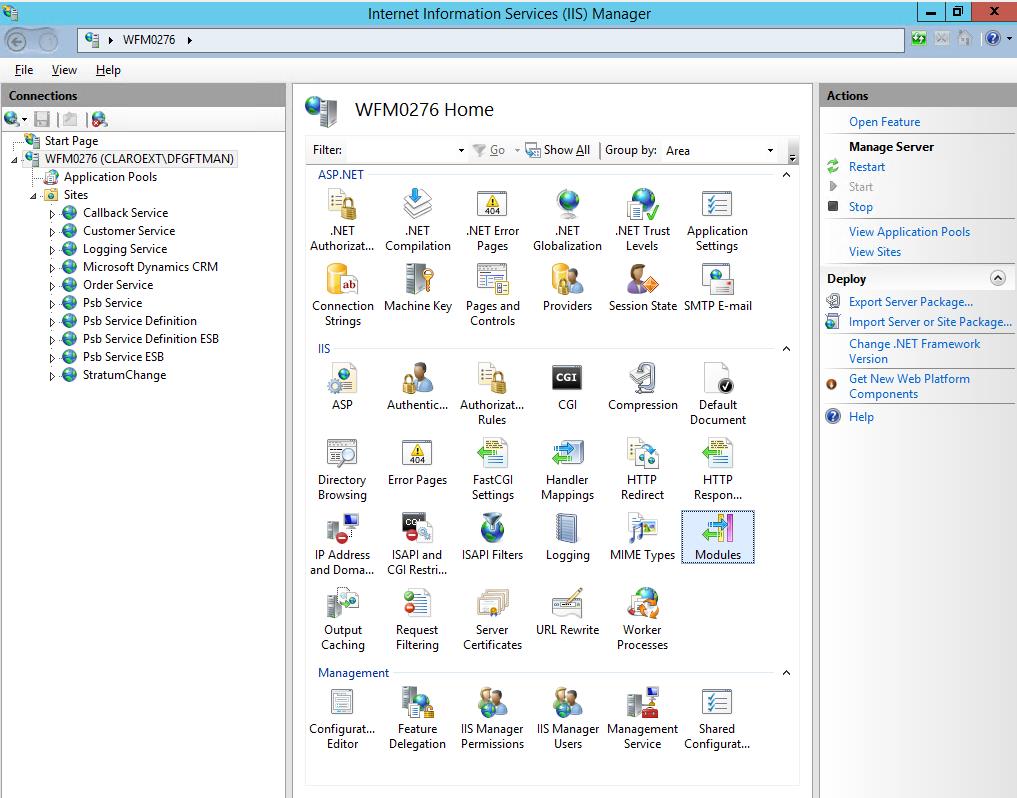 Internet Information Services (IIS) Manager
WFM0276
File View Help
Connections
Start Page
WFM0276 (CLAROEXT\DFGFTMAN)
Application Pools
Sites
Callback Service
Customer Service
Logging Service
Microsoft Dynamics CRM
Order Service
Psb Service
Psb Service Definition
Psb Service Definition ESB
Psb Service ESB
StratumChange
WFM0276 Home
Filter: Go Show All Group by: Area
ASP.NET
.NET Authorizat...
.NET Compilation
.NET Error Pages
.NET Globalization
.NET Trust Levels
Application Settings
Connection Strings
Machine Key
Pages and Controls
Providers
Session State
SMTP E-mail
IIS
ASP
Authentic...
Authorizat... Rules
CGI
Compression
Default Document
Directory Browsing
Error Pages
FastCGI Settings
Handler Mappings
HTTP Redirect
HTTP Respon...
IP Address and Doma...
ISAPI and CGI Restri...
ISAPI Filters
Logging
MIME Types
Modules
Output Caching
Request Filtering
Server Certificates
URL Rewrite
Worker Processes
Management
Configurat... Editor
Feature Delegation
IIS Manager Permissions
IIS Manager Users
Management Service
Shared Configurat...
Actions
Open Feature
Manage Server
Restart
Start
Stop
View Application Pools
View Sites
Deploy
Export Server Package...
Import Server or Site Package...
Change .NET Framework
Version
Get New Web Platform
Components
Help